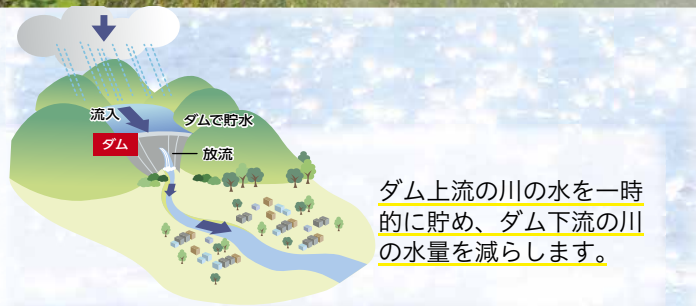 流入
ダムで貯水
ダム
放流
ダム上流の川の水を一時
的に貯め、ダム下流の川
の水量を減らします。